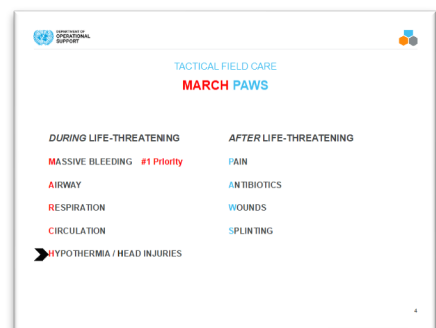 DEPARTMENT OF
OPERATIONAL
SUPPORT
TACTICAL FIELD CARE
MARCH PAWS
DURING LIFE-THREATENING
MASSIVE BLEEDING #1 Priority
AIRWAY
RESPIRATION
CIRCULATION
HYPOTHERMIA / HEAD INJURIES
AFTER LIFE-THREATENING
PAIN
ANTIBIOTICS
WOUNDS
SPLINTING
4